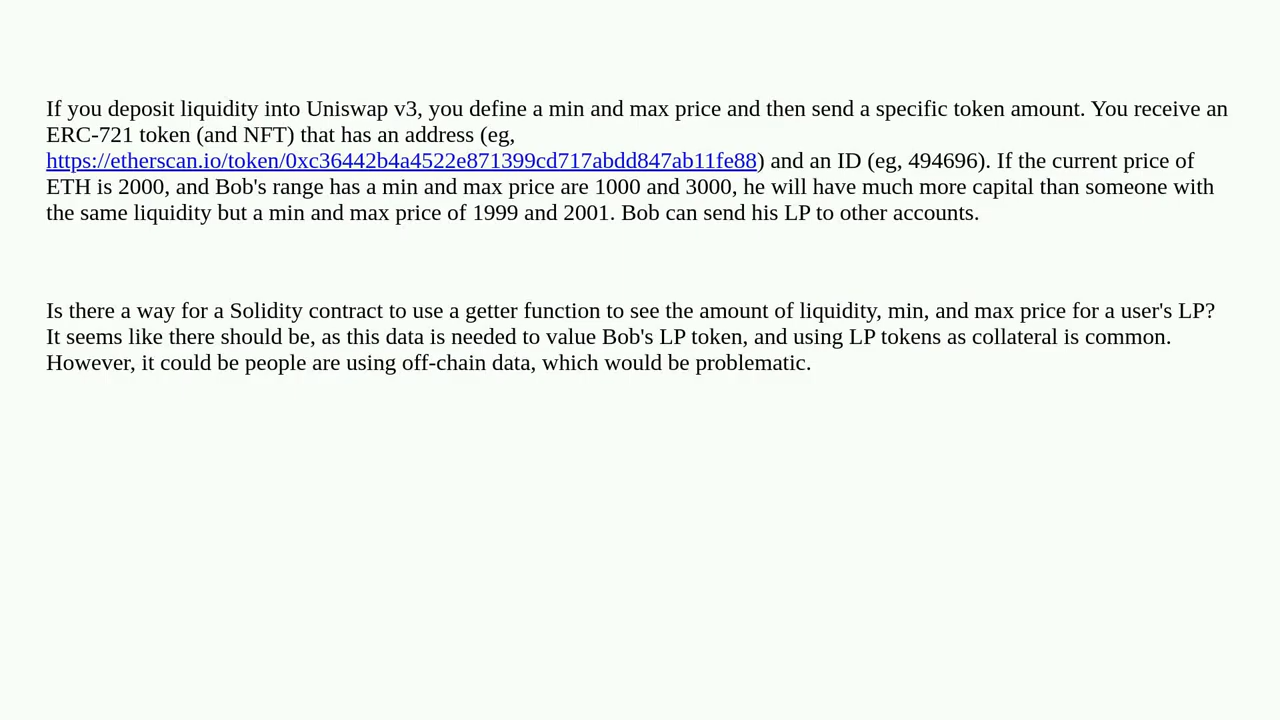 If you deposit liquidity into Uniswap v3, you define a min and max price and then send a specific token amount. You receive an
ERC-721 token (and NFT) that has an address (eg,
https://etherscan.io/token/0xc36442b4a4522e871399cd717abdd847ab11fe88) and an ID (eg, 494696). If the current price of
ETH is 2000, and Bob's range has a min and max price are 1000 and 3000, he will have much more capital than someone with
the same liquidity but a min and max price of 1999 and 2001. Bob can send his LP to other accounts.
Is there a way for a Solidity contract to use a getter function to see the amount of liquidity, min, and max price for a user's LP?
It seems like there should be, as this data is needed to value Bob's LP token, and using LP tokens as collateral is common.
However, it could be people are using off-chain data, which would be problematic.